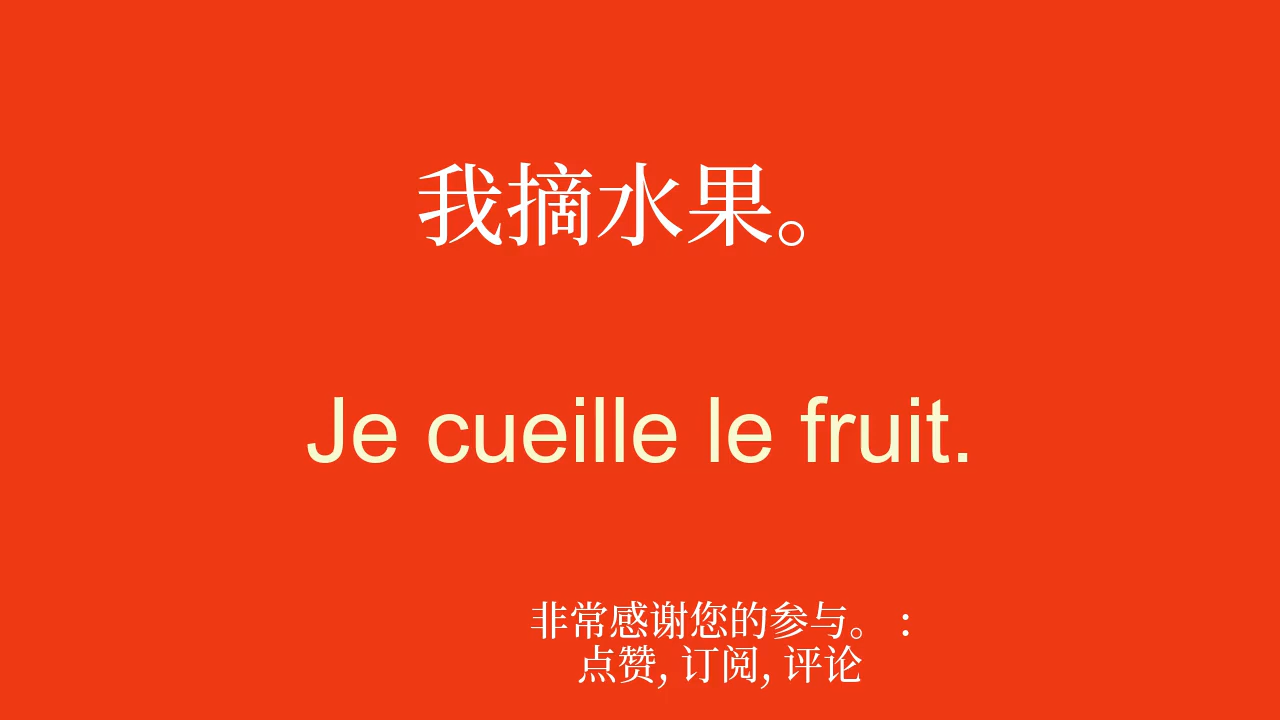 我摘水果。
Je cueille le fruit.
非常感谢您的参与。 :
点赞, 订阅, 评论